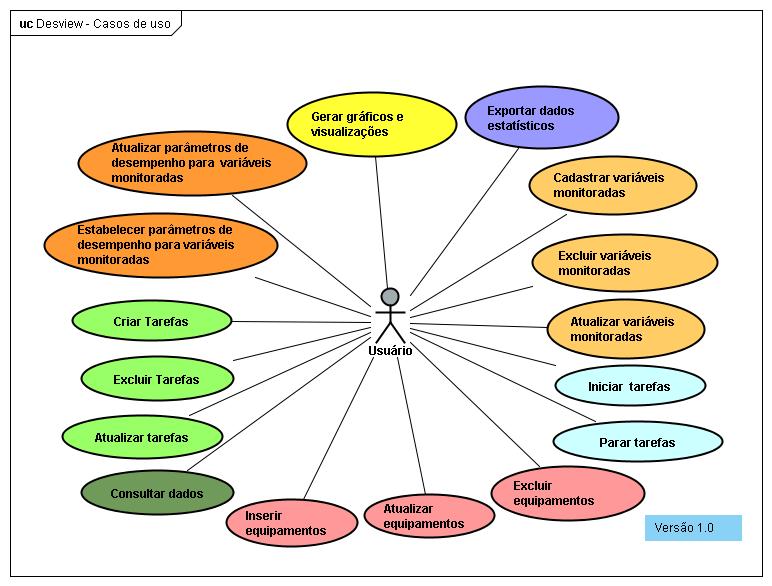 uc Desview - Casos de uso
Gerar gráficos e
visualizações
Exportar dados
estatísticos
Atualizar parâmetros de
desempenho para variáveis
monitoradas
Cadastrar variáveis
monitoradas
Estabelecer parâmetros de
desempenho para variáveis
monitoradas
Excluir variáveis
monitoradas
Criar Tarefas
Atualizar variáveis
monitoradas
Usuário
Excluir Tarefas
Iniciar tarefas
Atualizar tarefas
Parar tarefas
Consultar dados
Inserir
equipamentos
Atualizar
equipamentos
Excluir
equipamentos
Versão 1.0